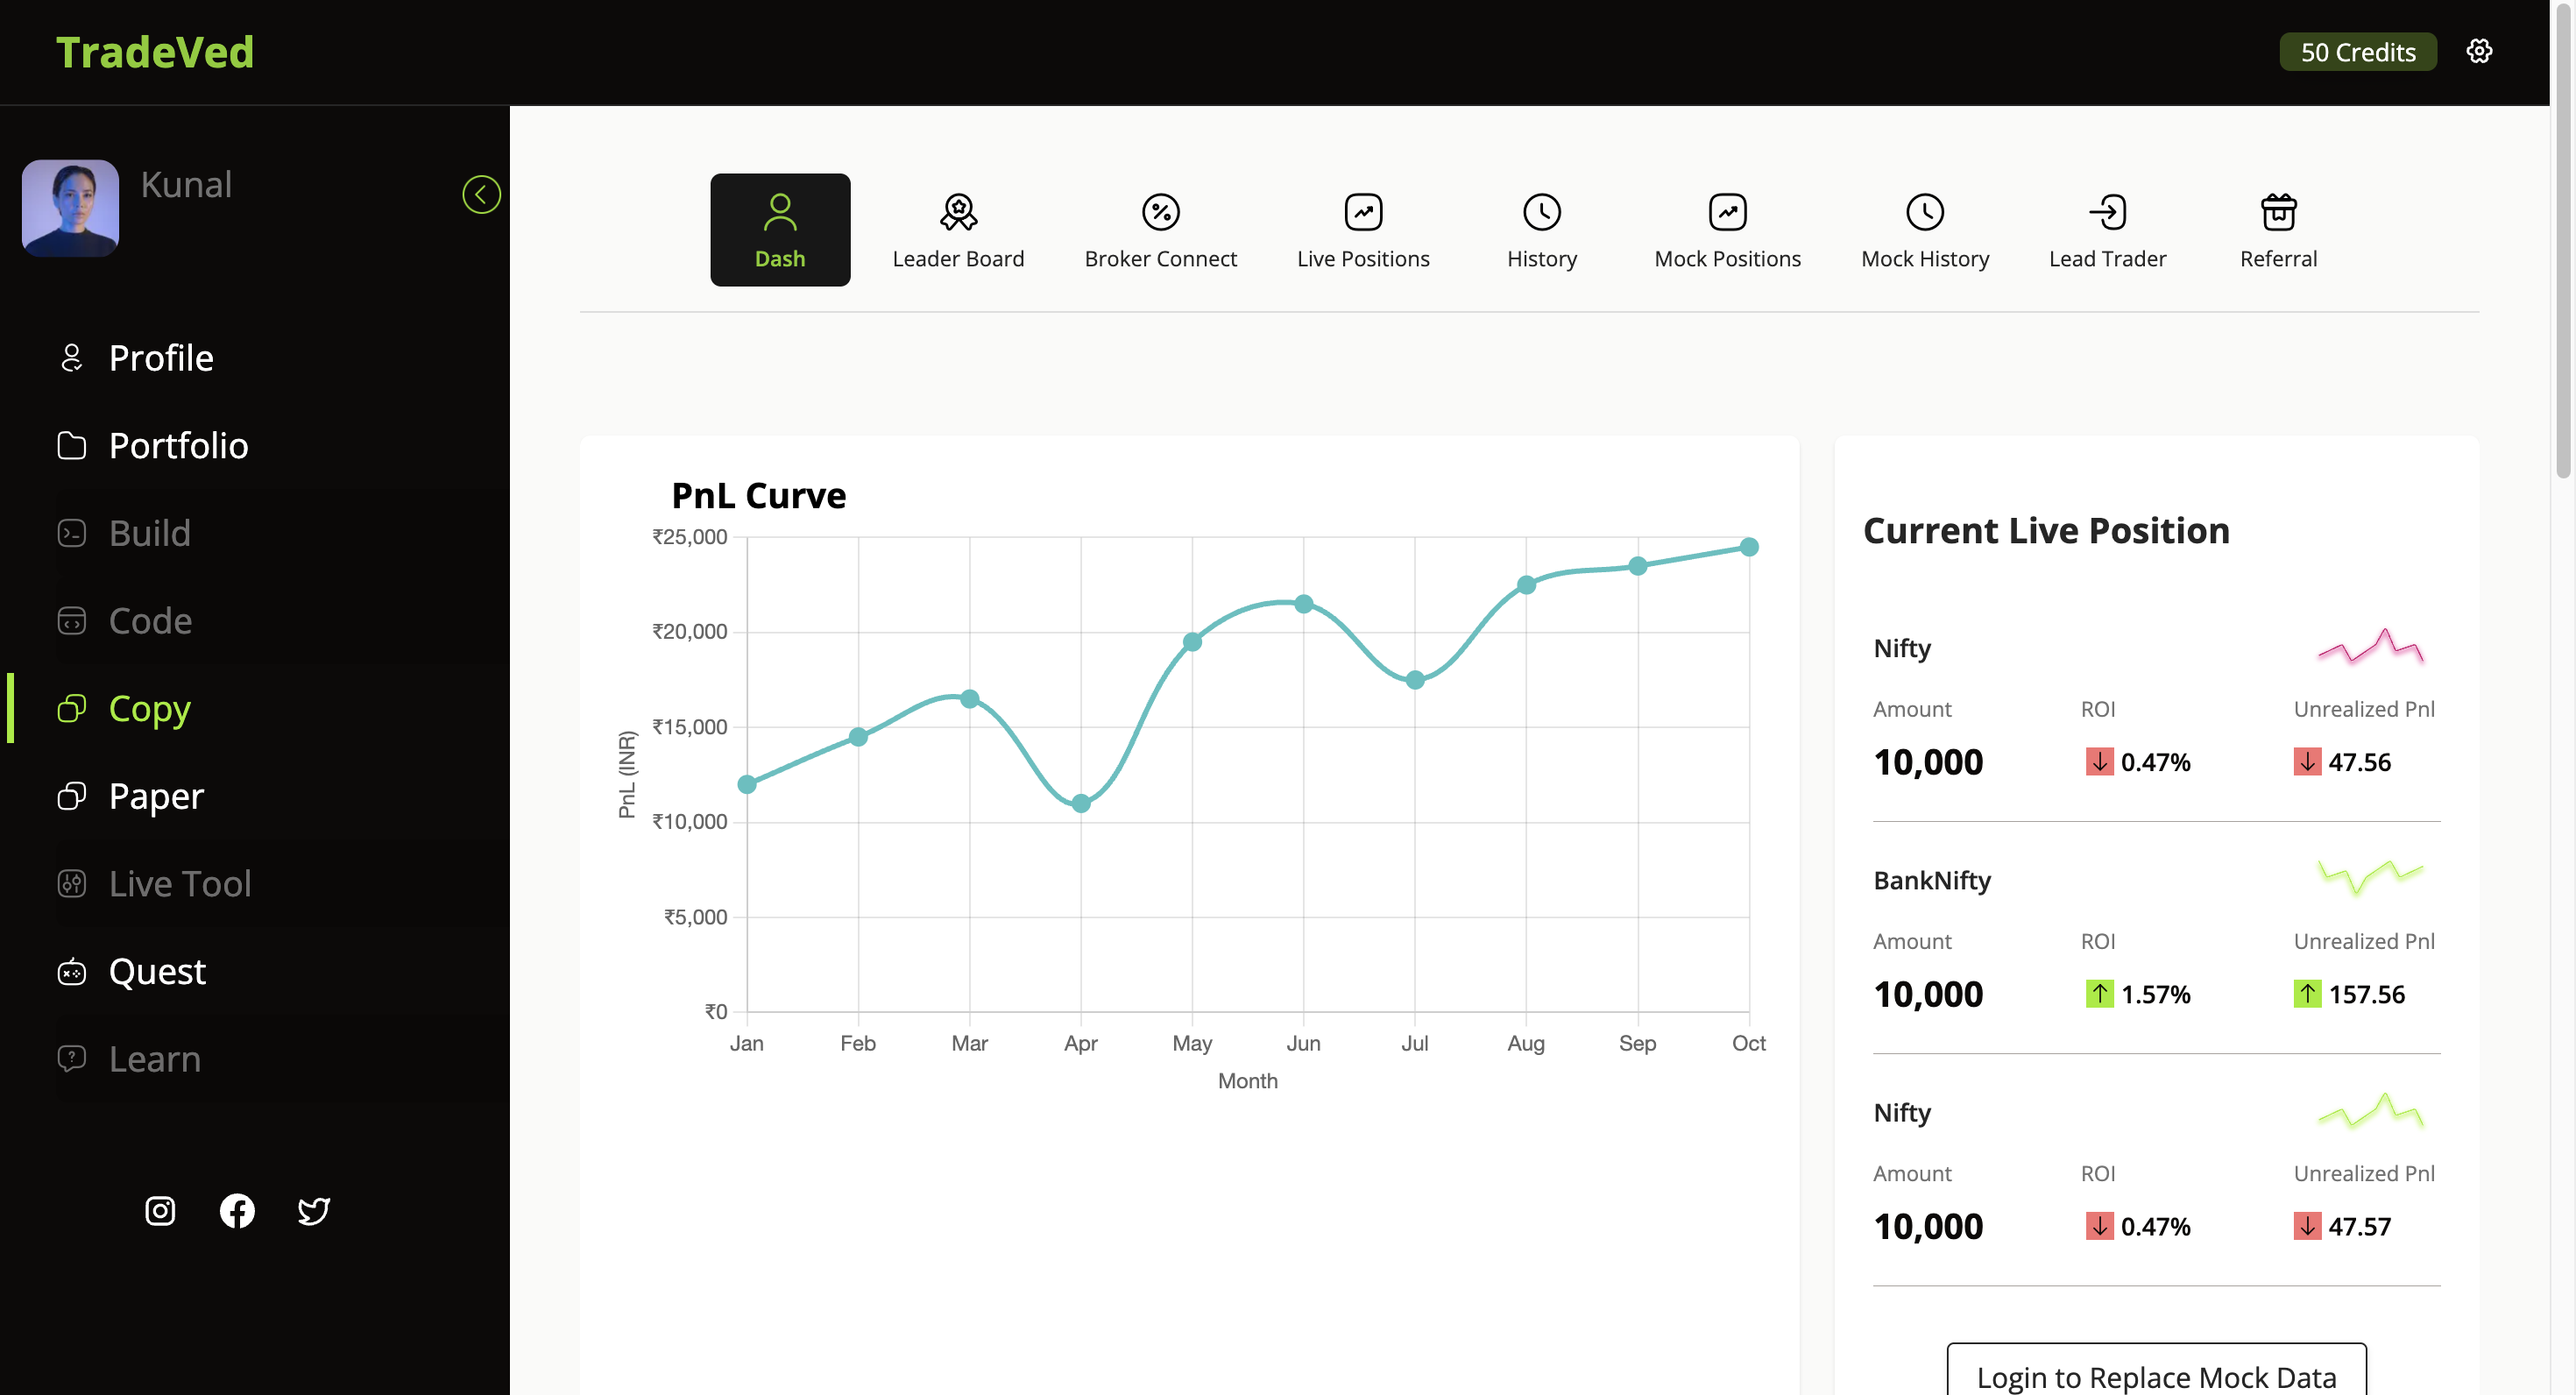 TradeVed
50 Credits
Kunal
Profile
Portfolio
Build
Code
Copy
Paper
Live Tool
Quest
Learn
Dash
Leader Board
Broker Connect
Live Positions
History
Mock Positions
Mock History
Lead Trader
Referral
PnL Curve
PnL (INR)
₹25,000
₹20,000
₹15,000
₹10,000
₹5,000
₹0
Jan Feb Mar Apr May Jun Jul Aug Sep Oct
Month
Current Live Position
Nifty
Amount ROI Unrealized Pnl
10,000 0.47% 47.56
BankNifty
Amount ROI Unrealized Pnl
10,000 1.57% 157.56
Nifty
Amount ROI Unrealized Pnl
10,000 0.47% 47.57
Login to Replace Mock Data